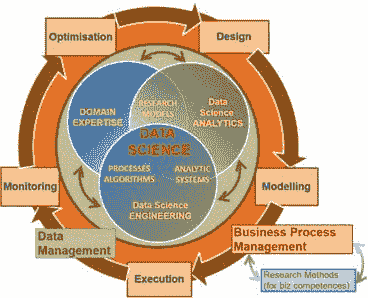 Optimisation
Design
DOMAIN
EXPERTISE
RESEARCH
MODELS
Data
Science
ANALYTICS
DATA
SCIENCE
PROCESSES
ALGORITHMS
ANALYTIC
SYSTEMS
Data Science
ENGINEERING
Monitoring
Modelling
Data
Management
Business Process
Management
Execution
Research Methods
(fox biz competences)